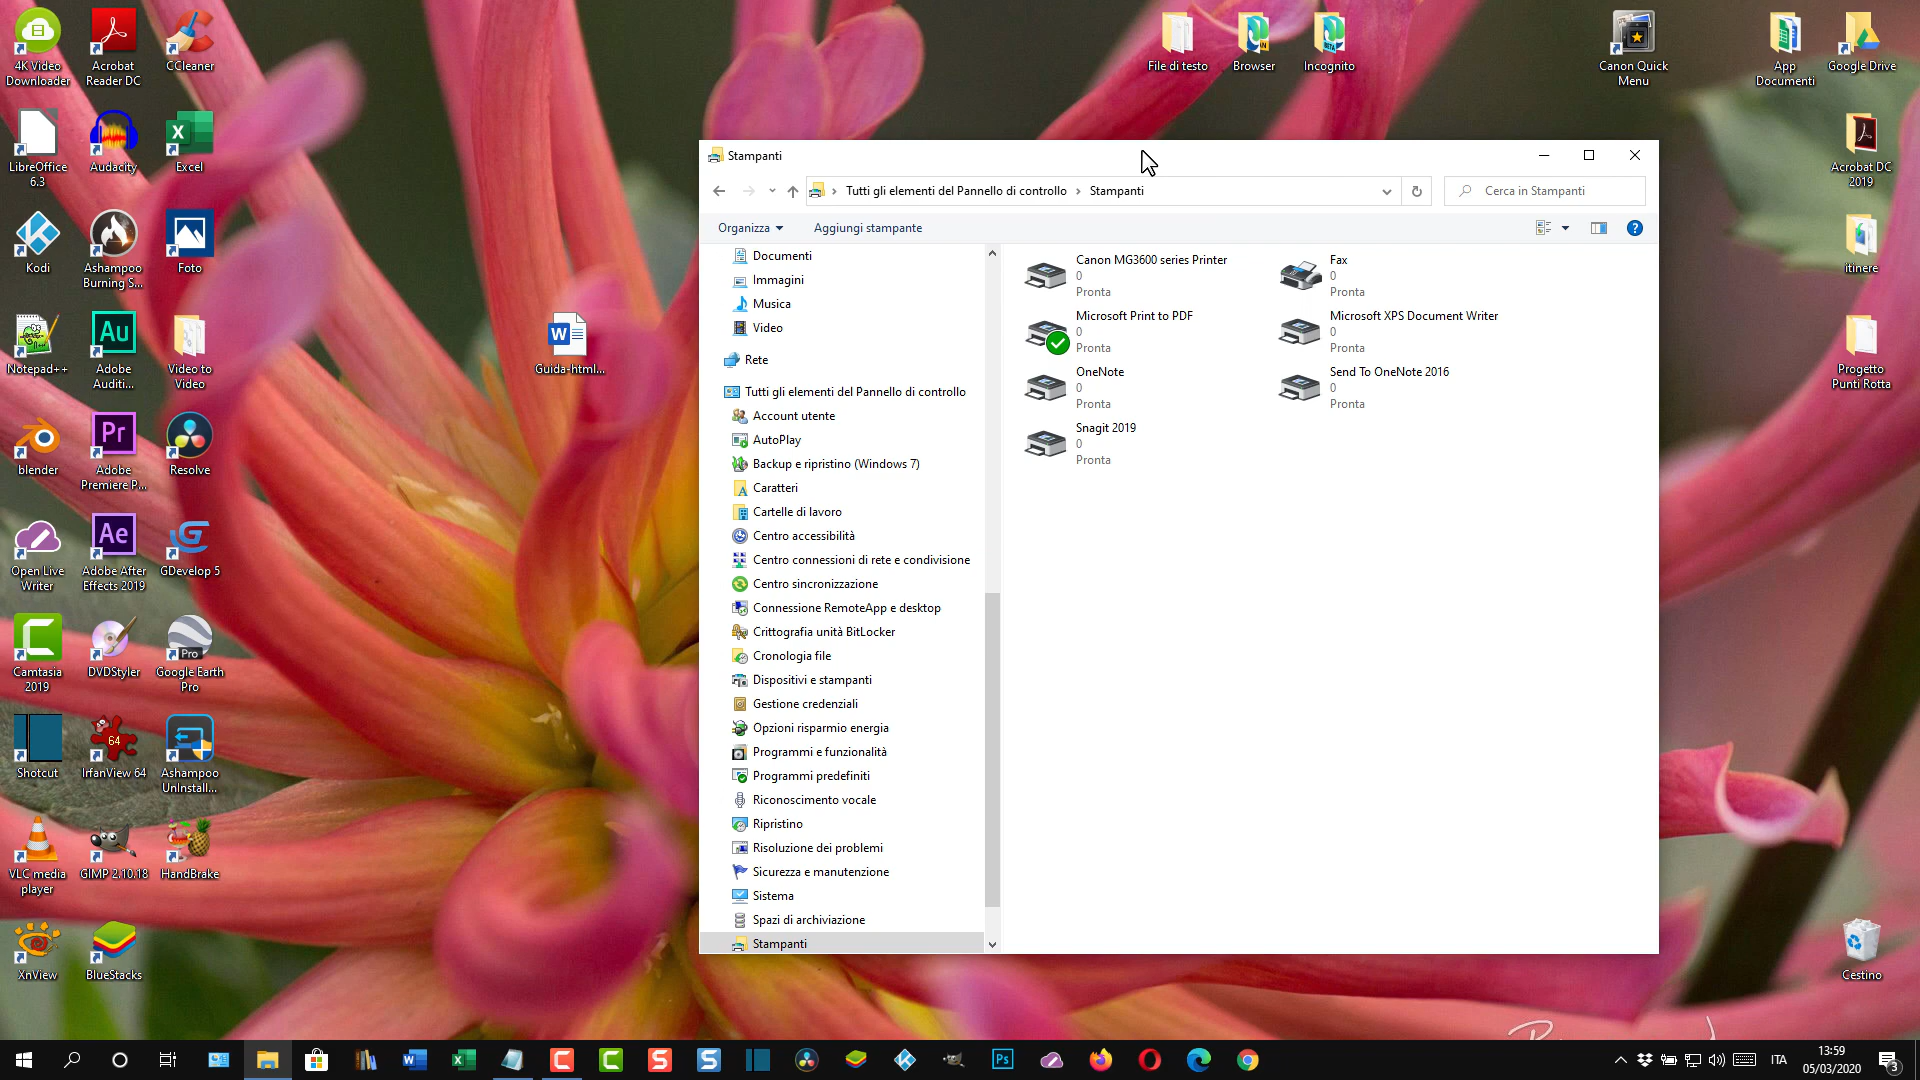 4K Video
Downloader
Acrobat
Reader DC
CCleaner
LibreOffice
6.3
Audacity
Excel
Kodi
Ashampoo
Burning S...
Foto
Notepad++
Adobe
Auditi...
Video to
Video
blender
Adobe
Premiere P...
Resolve
Open Live
Writer
Adobe After
Effects 2019
GDevelop 5
Camtasia
2019
DVDStyler
Google Earth
Pro
Shotcut
IrfanView 64
Ashampoo
UnInstall...
VLC media
player
GIMP 2.10.18
HandBrake
XnView
BlueStacks
Guida-html...
File di testo
Browser
Incognito
Canon Quick
Menu
App
Documenti
Google Drive
Acrobat DC
2019
itinere
Progetto
Punti Rotta
Cestino
Stampanti
Tutti gli elementi del Pannello di controllo > Stampanti
Cerca in Stampanti
Organizza
Aggiungi stampante
Documenti
Immagini
Musica
Video
Rete
Tutti gli elementi del Pannello di controllo
Account utente
AutoPlay
Backup e ripristino (Windows 7)
Caratteri
Cartelle di lavoro
Centro accessibilità
Centro connessioni di rete e condivisione
Centro sincronizzazione
Connessione RemoteApp e desktop
Crittografia unità BitLocker
Cronologia file
Dispositivi e stampanti
Gestione credenziali
Opzioni risparmio energia
Programmi e funzionalità
Programmi predefiniti
Riconoscimento vocale
Ripristino
Risoluzione dei problemi
Sicurezza e manutenzione
Sistema
Spazi di archiviazione
Stampanti
Canon MG3600 series Printer
0
Pronta
Fax
0
Pronta
Microsoft Print to PDF
0
Pronta
Microsoft XPS Document Writer
0
Pronta
OneNote
0
Pronta
Send To OneNote 2016
0
Pronta
Snagit 2019
0
Pronta
ITA
13:59
05/03/2020
3